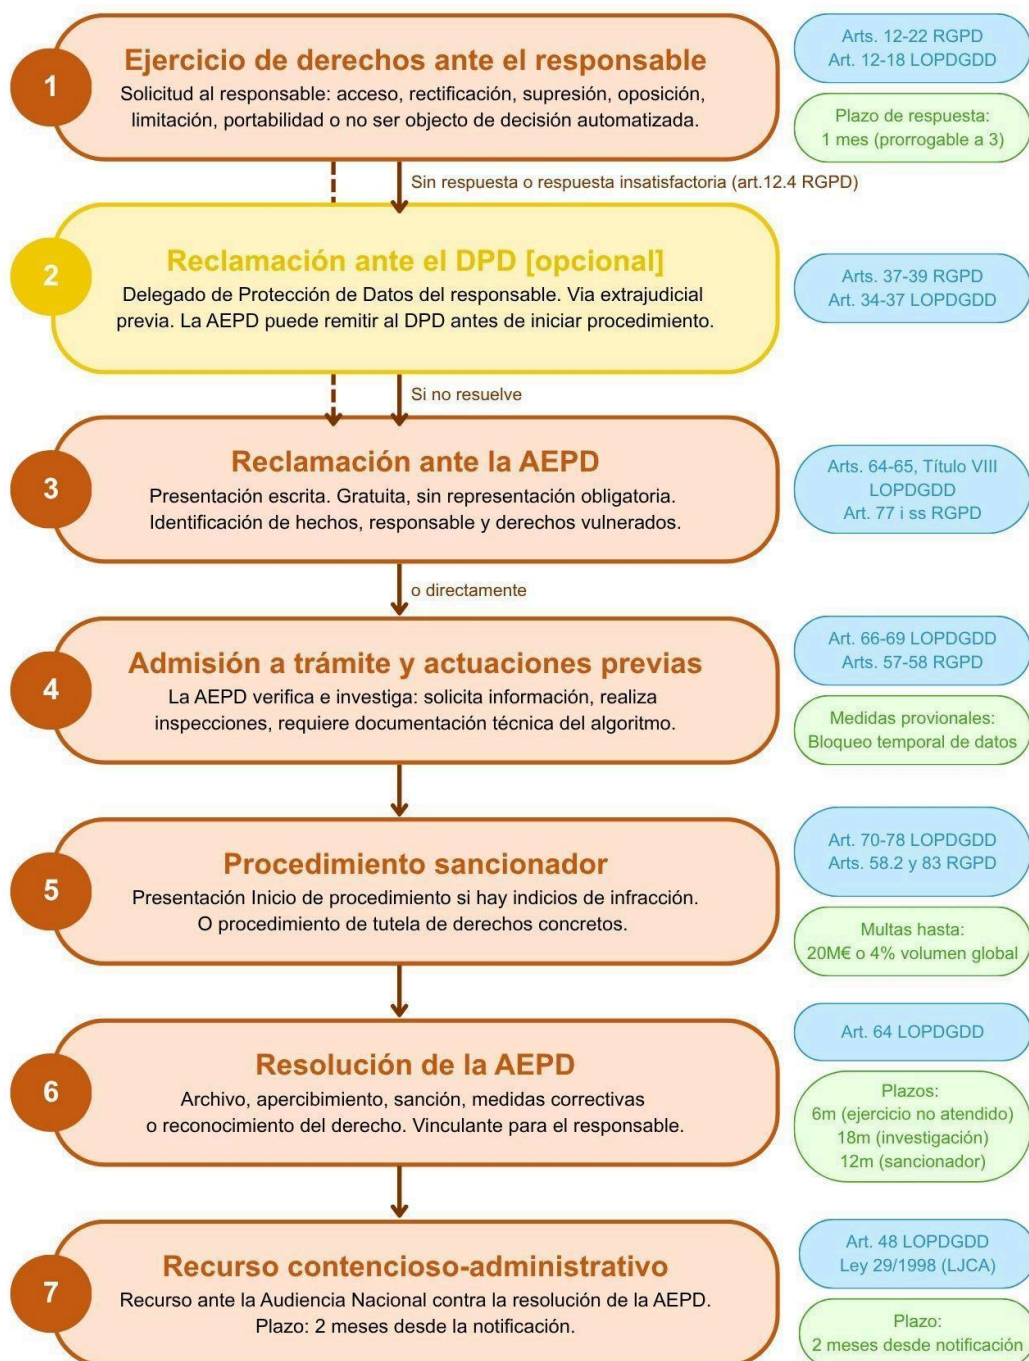 1
Ejercicio de derechos ante el responsable
Solicitud al responsable: acceso, rectificación, supresión, oposición,
limitación, portabilidad o no ser objecto de decisión automatizada.
Arts. 12-22 RGPD
Art. 12-18 LOPDGDD
Plazo de respuesta:
1 mes (prorrogable a 3)
Sin respuesta o respuesta insatisfactoria (art.12.4 RGPD)
2
Reclamación ante el DPD [opcional]
Delegado de Protección de Datos del responsable. Via extrajudicial
previa. La AEPD puede remitir al DPD antes de iniciar procedimiento.
Arts. 37-39 RGPD
Art. 34-37 LOPDGDD
Si no resuelve
3
Reclamación ante la AEPD
Presentación escrita. Gratuita, sin representación obligatoria.
Identificación de hechos, responsable y derechos vulnerados.
Arts. 64-65, Título VIII
LOPDGDD
Art. 77 i ss RGPD
o directamente
4
Admisión a trámite y actuaciones previas
La AEPD verifica e investiga: solicita información, realiza
inspecciones, requiere documentación técnica del algoritmo.
Art. 66-69 LOPDGDD
Arts. 57-58 RGPD
Medidas provionales:
Bloqueo temporal de datos
5
Procedimiento sancionador
Presentación Inicio de procedimiento si hay indicios de infracción.
O procedimiento de tutela de derechos concretos.
Art. 70-78 LOPDGDD
Arts. 58.2 y 83 RGPD
Multas hasta:
20M€ o 4% volumen global
6
Resolución de la AEPD
Archivo, apercibimiento, sanción, medidas correctivas
o reconocimiento del derecho. Vinculante para el responsable.
Art. 64 LOPDGDD
Plazos:
6m (ejercicio no atendido)
18m (investigación)
12m (sancionador)
7
Recurso contencioso-administrativo
Recurso ante la Audiencia Nacional contra la resolución de la AEPD.
Plazo: 2 meses desde la notificación.
Art. 48 LOPDGDD
Ley 29/1998 (LJCA)
Plazo:
2 meses desde notificación